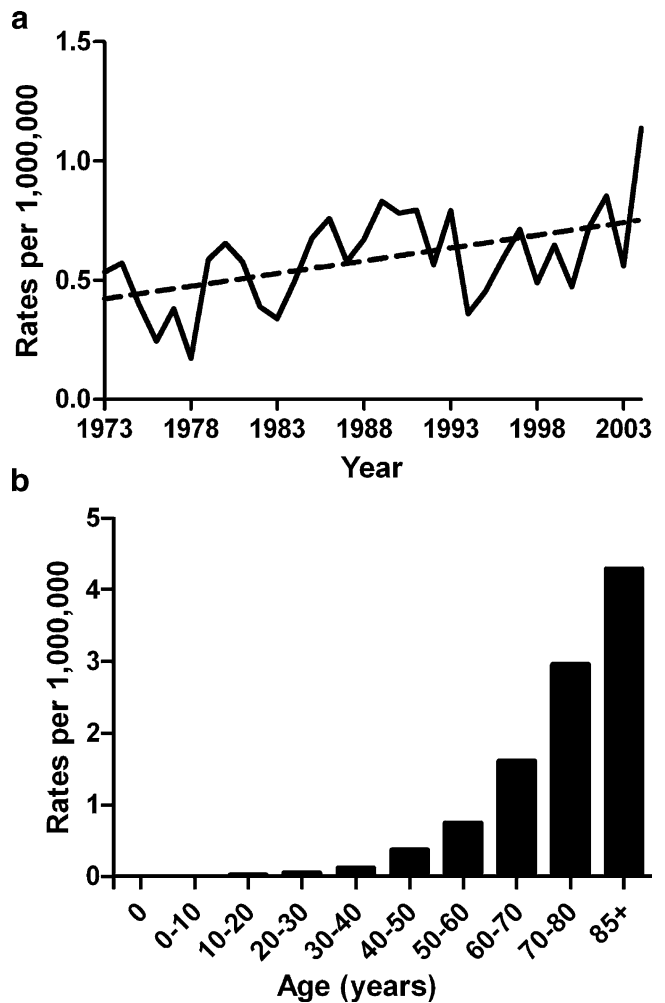 a
Rates per 1,000,000
1.5
1.0
0.5
0.0
1973 1978 1983 1988 1993 1998 2003
Year
b
Rates per 1,000,000
5
4
3
2
1
0
0 0-10 10-20 20-30 30-40 40-50 50-60 60-70 70-80 85+
Age (years)